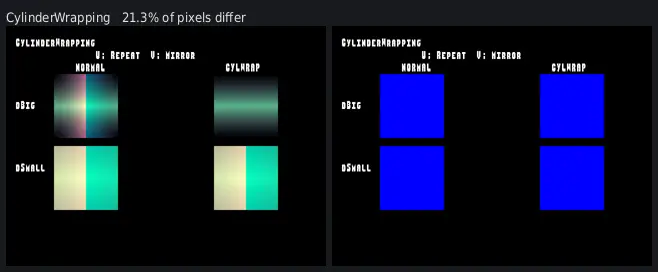 CylinderWrapping 21.3% of pixels differ
CylinderWrapping
U: Repeat V: Mirror
Normal CylWrap
dBig
dSmall
CylinderWrapping
U: Repeat V: Mirror
Normal CylWrap
dBig
dSmall